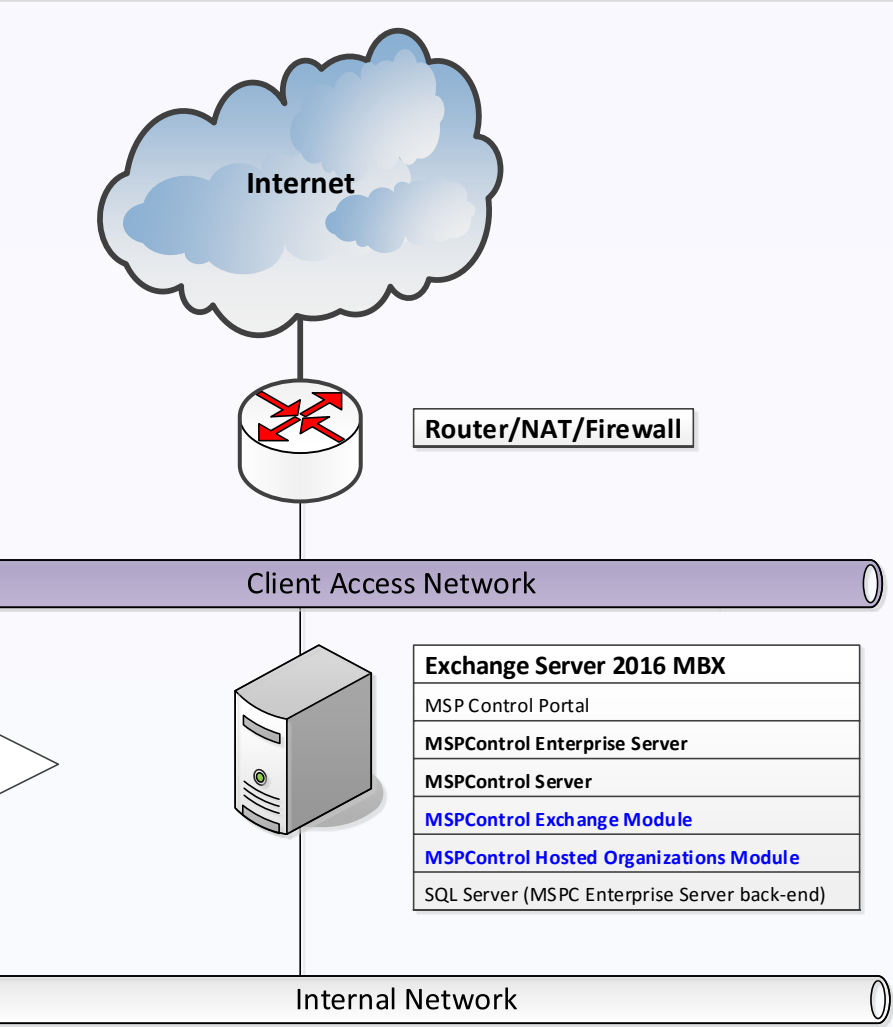 Internet
Router/NAT/Firewall
Client Access Network
Exchange Server 2016 MBX
MSP Control Portal
MSPControl Enterprise Server
MSPControl Server
MSPControl Exchange Module
MSPControl Hosted Organizations Module
SQL Server (MSPC Enterprise Server back-end)
Internal Network